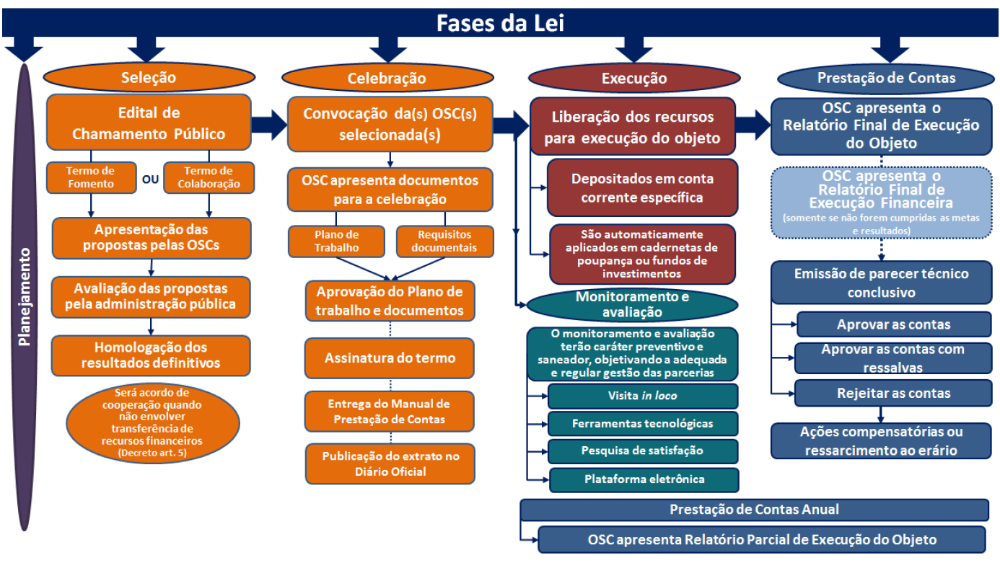 Fases da Lei
Planejamento
Seleção
Edital de
Chamamento Público
Termo de
Fomento
OU
Termo de
Colaboração
Apresentação das
propostas pelas OSCs
Avaliação das propostas
pela administração pública
Homologação dos
resultados definitivos
Será acordo de
cooperação quando
não envolver
transferência de
recursos financeiros
(Decreto art. 5)
Celebração
Convocação da(s) OSC(s)
selecionada(s)
OSC apresenta documentos
para a celebração
Plano de
Trabalho
Requisitos
documentais
Aprovação do Plano de
trabalho e documentos
Assinatura do termo
Entrega do Manual de
Prestação de Contas
Publicação do extrato no
Diário Oficial
Execução
Liberação dos recursos
para execução do objeto
Depositados em conta
corrente específica
São automaticamente
aplicados em cadernetas de
poupança ou fundos de
investimentos
Monitoramento e
avaliação
O monitoramento e avaliação
terão caráter preventivo e
saneador, objetivando a adequada
e regular gestão das parcerias
Visita in loco
Ferramentas tecnológicas
Pesquisa de satisfação
Plataforma eletrônica
Prestação de Contas
OSC apresenta o
Relatório Final de Execução
do Objeto
OSC apresenta o
Relatório Final de
Execução Financeira
(somente se não forem cumpridas as metas
e resultados)
Emissão de parecer técnico
conclusivo
Aprovar as contas
Aprovar as contas com
ressalvas
Rejeitar as contas
Ações compensatórias ou
ressarcimento ao erário
Prestação de Contas Anual
OSC apresenta Relatório Parcial de Execução do Objeto